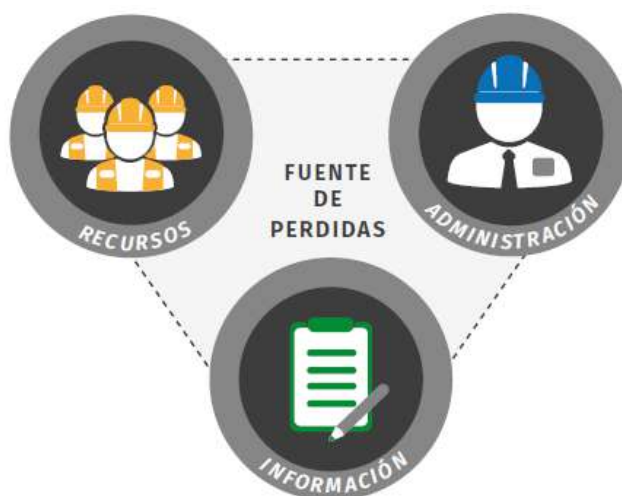 FUENTE
DE
PERDIDAS
RECURSOS
ADMINISTRACIÓN
INFORMACIÓN